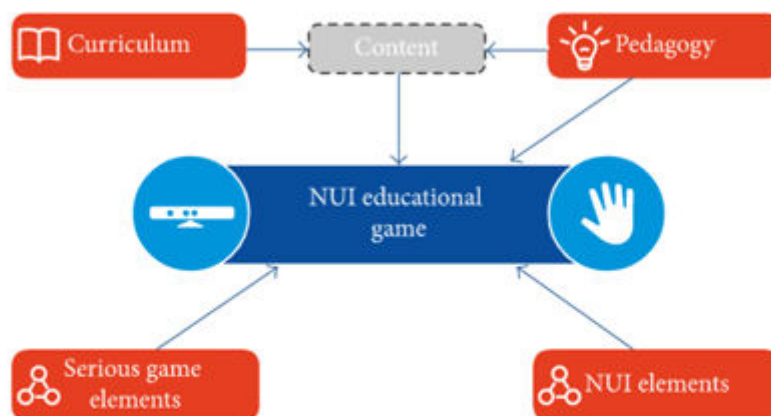 Curriculum
Content
Pedagogy
NUI educational
game
Serious game
elements
NUI elements